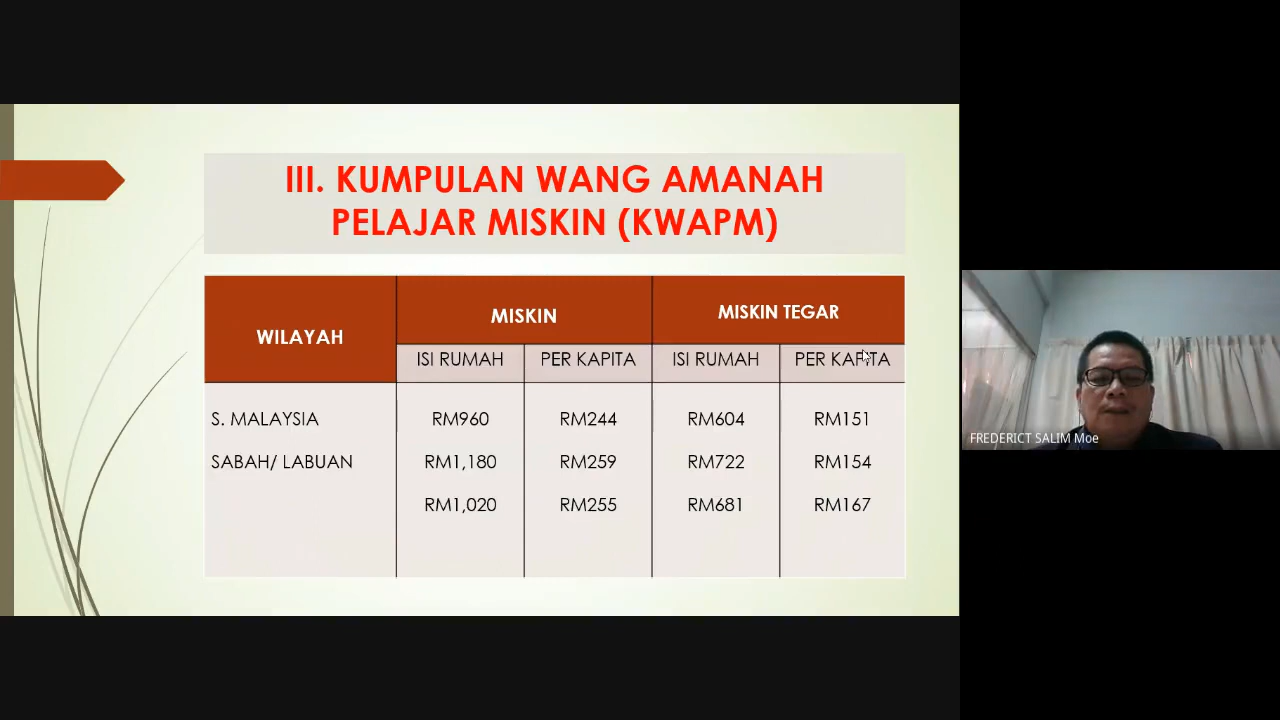 III. KUMPULAN WANG AMANAH
PELAJAR MISKIN (KWAPM)
WILAYAH
MISKIN
MISKIN TEGAR
ISI RUMAH
PER KAPITA
ISI RUMAH
PER KAPITA
S. MALAYSIA
RM960
RM244
RM604
RM151
SABAH/ LABUAN
RM1,180
RM259
RM722
RM154
RM1,020
RM255
RM681
RM167
FREDERICT SALIM Moe